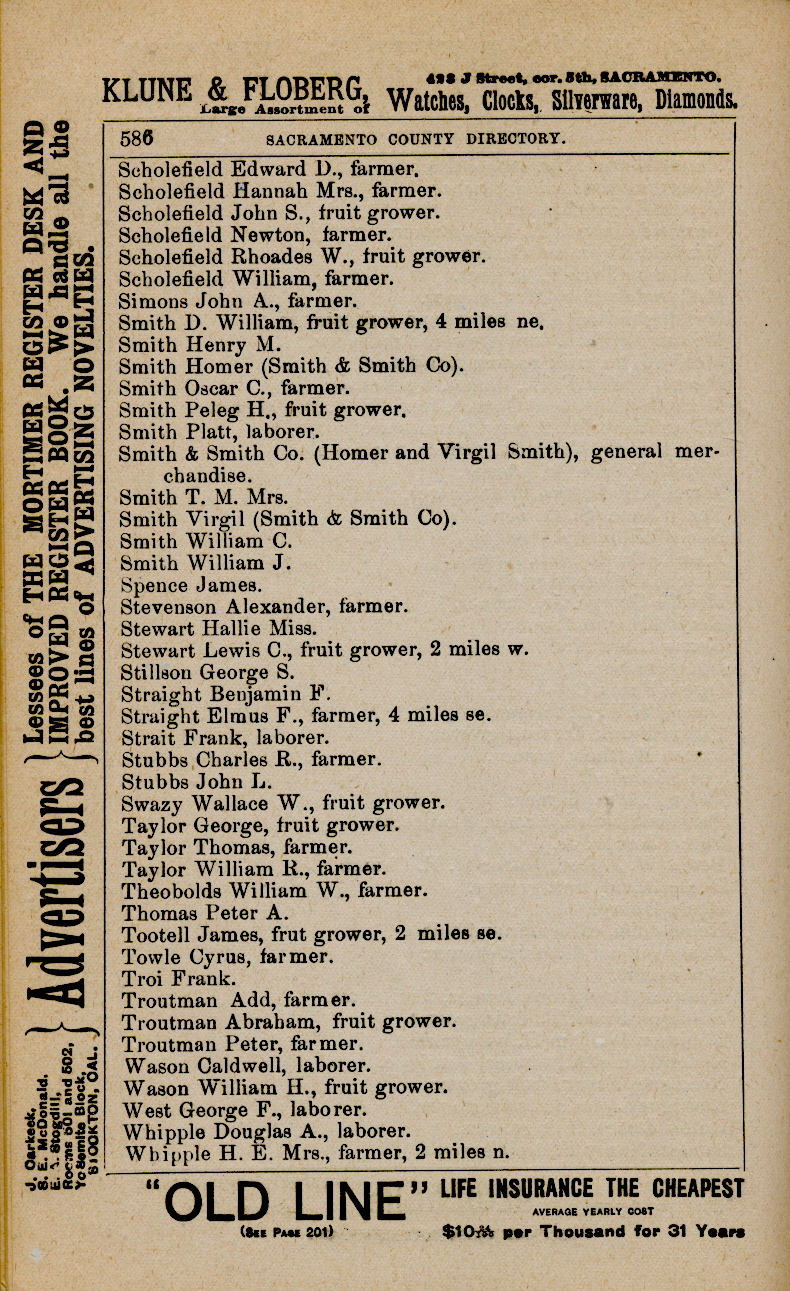 KLUNE & FLOBERG, 428 J Street, cor. 5th, SACRAMENTO.
Large Assortment of Watches, Clocks, Silverware, Diamonds.
586 SACRAMENTO COUNTY DIRECTORY.
Scholefield Edward D., farmer.
Scholefield Hannah Mrs., farmer.
Scholefield John S., fruit grower.
Scholefield Newton, farmer.
Scholefield Rhoades W., fruit grower.
Scholefield William, farmer.
Simons John A., farmer.
Smith D. William, fruit grower, 4 miles ne.
Smith Henry M.
Smith Homer (Smith & Smith Co).
Smith Oscar C., farmer.
Smith Peleg H., fruit grower.
Smith Platt, laborer.
Smith & Smith Co. (Homer and Virgil Smith), general mer-
chandise.
Smith T. M. Mrs.
Smith Virgil (Smith & Smith Co).
Smith William C.
Smith William J.
Spence James.
Stevenson Alexander, farmer.
Stewart Hallie Miss.
Stewart Lewis C., fruit grower, 2 miles w.
Stillson George S.
Straight Benjamin F.
Straight Elmus F., farmer, 4 miles se.
Strait Frank, laborer.
Stubbs Charles R., farmer.
Stubbs John L.
Swazy Wallace W., fruit grower.
Taylor George, fruit grower.
Taylor Thomas, farmer.
Taylor William R., farmer.
Theobolds William W., farmer.
Thomas Peter A.
Tootell James, frut grower, 2 miles se.
Towle Cyrus, farmer.
Troi Frank.
Troutman Add, farmer.
Troutman Abraham, fruit grower.
Troutman Peter, farmer.
Wason Caldwell, laborer.
Wason William H., fruit grower.
West George F., laborer.
Whipple Douglas A., laborer.
Whipple H. E. Mrs., farmer, 2 miles n.
"OLD LINE" LIFE INSURANCE THE CHEAPEST
AVERAGE YEARLY COST
(SEE PAGE 201) $10 per Thousand for 31 Years
J. Oarkeek,
B. E. McDonald.
E. A. Stogdill,
Rooms 501 and 502,
Yosemite Block,
STOCKTON, CAL.
Advertisers
Lessees of THE MORTIMER REGISTER DESK AND
IMPROVED REGISTER BOOK. We handle all the
best lines of ADVERTISING NOVELTIES.